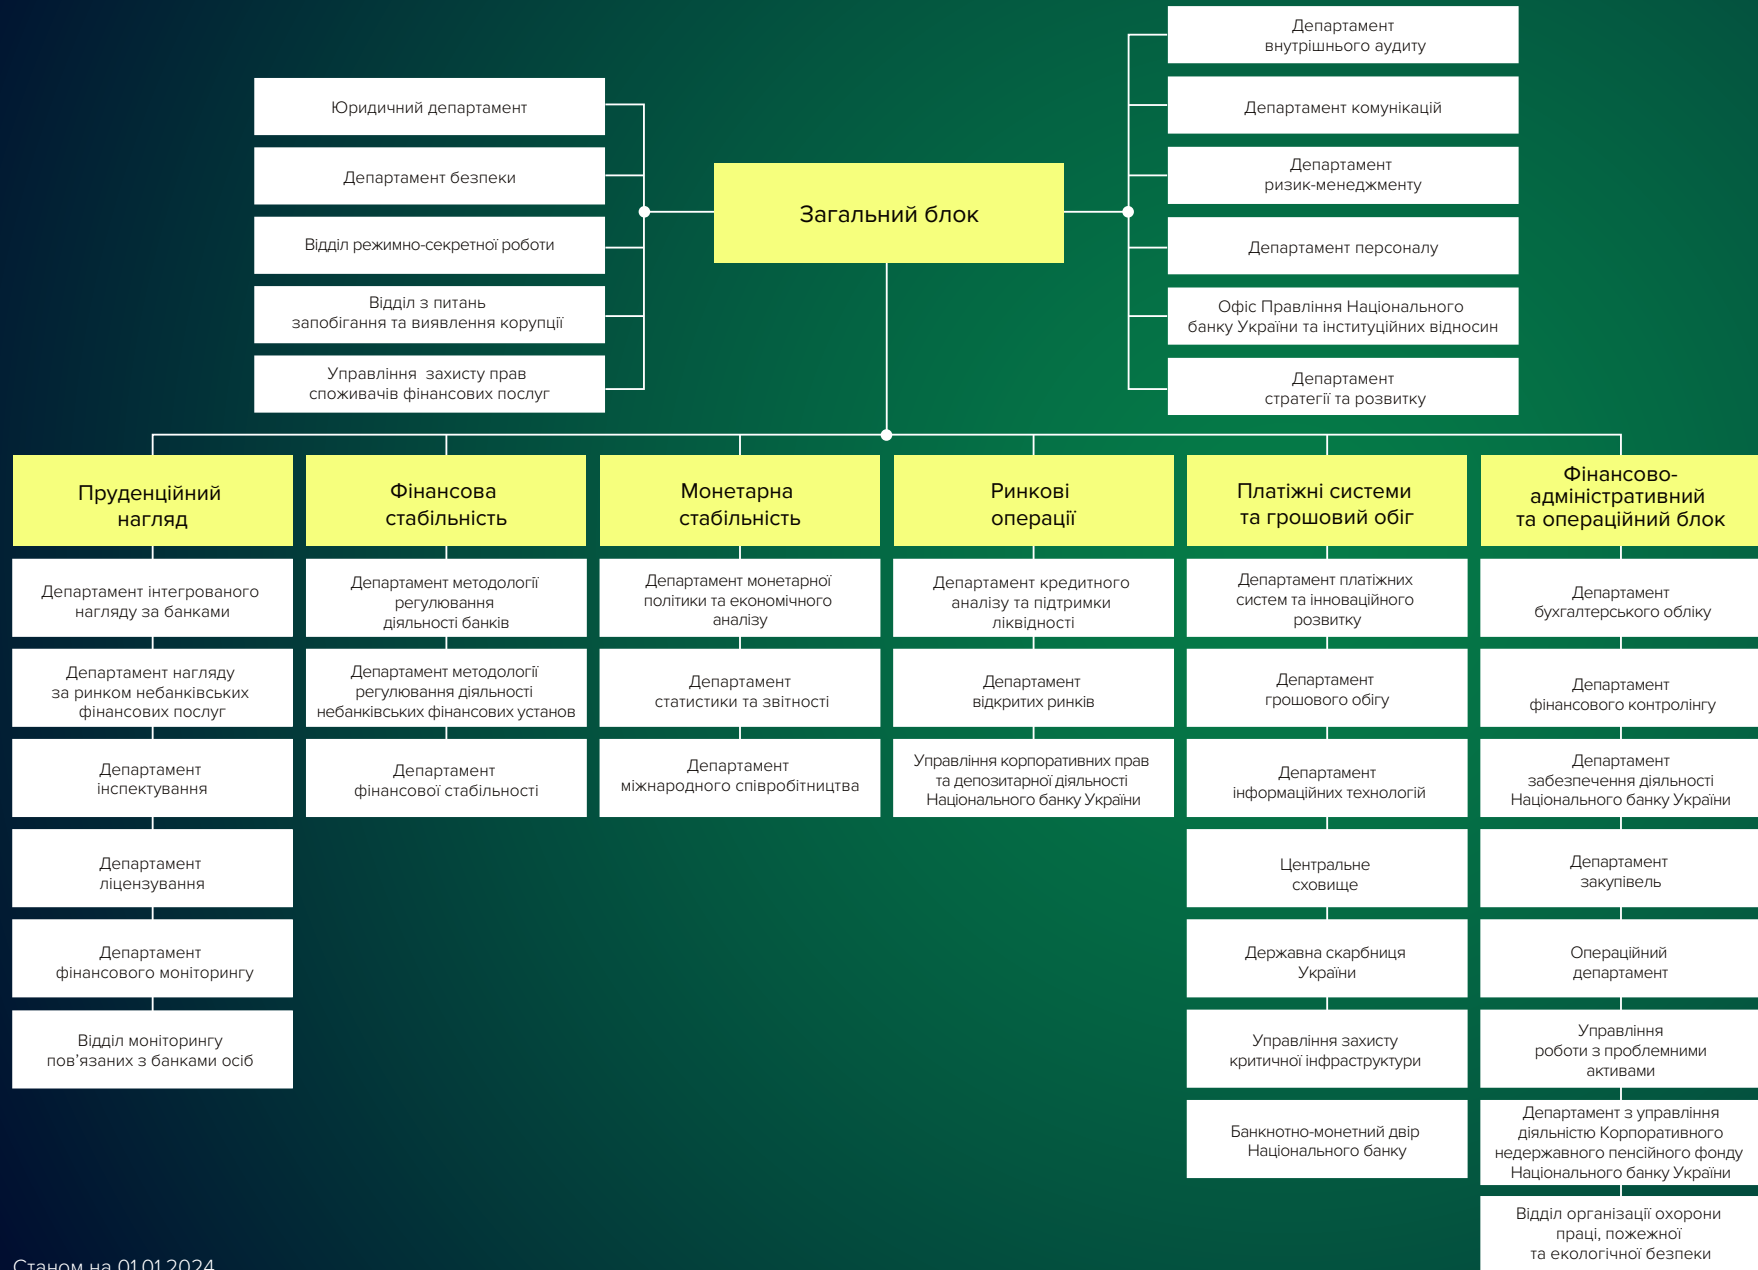 Юридичний департамент
Департамент безпеки
Відділ режимно-секретної роботи
Відділ з питань
запобігання та виявлення корупції
Управління захисту прав
споживачів фінансових послуг
Загальний блок
Департамент
внутрішнього аудиту
Департамент комунікацій
Департамент
ризик-менеджменту
Департамент персоналу
Офіс Правління Національного
банку України та інституційних відносин
Департамент
стратегії та розвитку
Пруденційний
нагляд
Департамент інтегрованого
нагляду за банками
Департамент нагляду
за ринком небанківських
фінансових послуг
Департамент
інспектування
Департамент
ліцензування
Департамент
фінансового моніторингу
Відділ моніторингу
пов’язаних з банками осіб
Фінансова
стабільність
Департамент методології
регулювання
діяльності банків
Департамент методології
регулювання діяльності
небанківських фінансових установ
Департамент
фінансової стабільності
Монетарна
стабільність
Департамент монетарної
політики та економічного
аналізу
Департамент
статистики та звітності
Департамент
міжнародного співробітництва
Ринкові
операції
Департамент кредитного
аналізу та підтримки
ліквідності
Департамент
відкритих ринків
Управління корпоративних прав
та депозитарної діяльності
Національного банку України
Платіжні системи
та грошовий обіг
Департамент платіжних
систем та інноваційного
розвитку
Департамент
грошового обігу
Департамент
інформаційних технологій
Центральне
сховище
Державна скарбниця
України
Управління захисту
критичної інфраструктури
Банкнотно-монетний двір
Національного банку
Фінансово-
адміністративний
та операційний блок
Департамент
бухгалтерського обліку
Департамент
фінансового контролінгу
Департамент
забезпечення діяльності
Національного банку України
Департамент
закупівель
Операційний
департамент
Управління
роботи з проблемними
активами
Департамент з управління
діяльністю Корпоративного
недержавного пенсійного фонду
Національного банку України
Відділ організації охорони
праці, пожежної
та екологічної безпеки
Станом на 01.01.2024